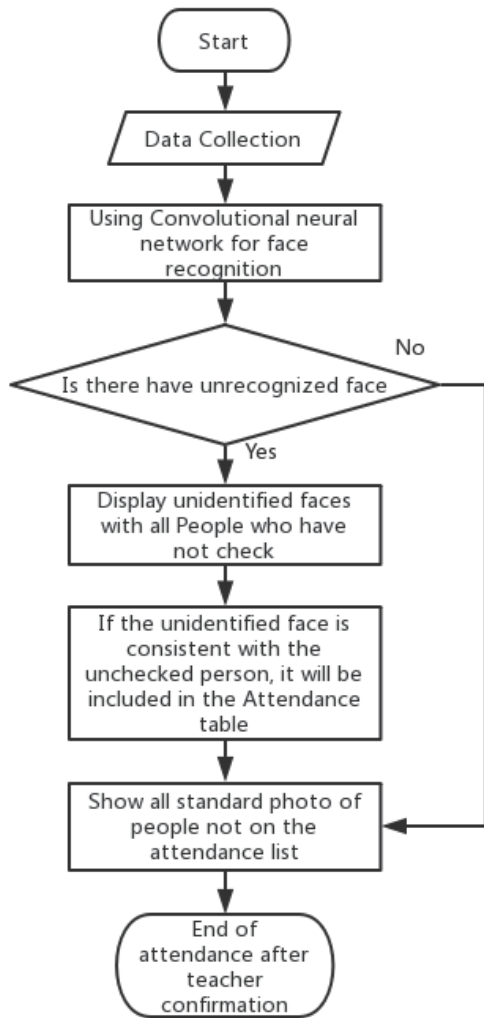 Start
Data Collection
Using Convolutional neural
network for face
recognition
No
Is there have unrecognized face
Yes
Display unidentified faces
with all People who have
not check
If the unidentified face is
consistent with the
unchecked person, it will be
included in the Attendance
table
Show all standard photo of
people not on the
attendance list
End of
attendance after
teacher
confirmation